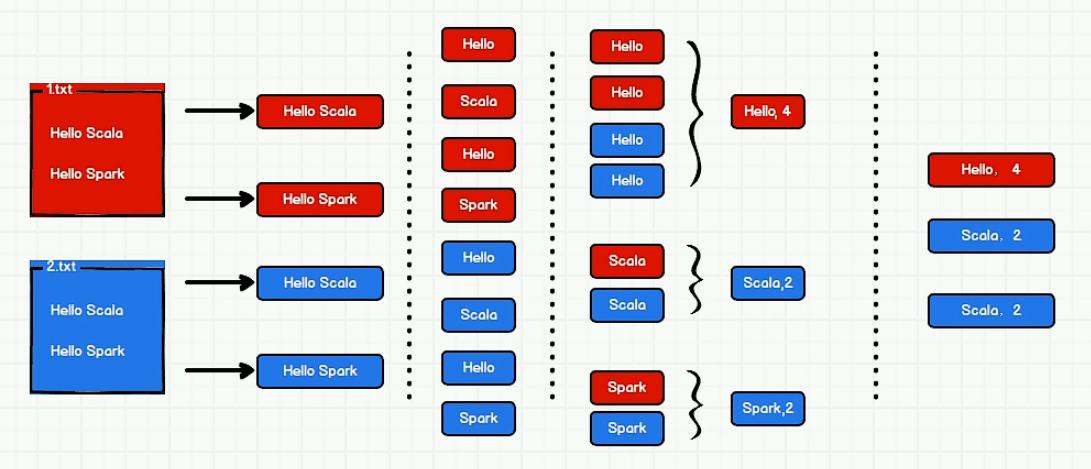 1.txt
Hello Scala
Hello Spark
2.txt
Hello Scala
Hello Spark
Hello Scala
Hello Spark
Hello Scala
Hello Spark
Hello
Scala
Hello
Spark
Hello
Scala
Hello
Spark
Hello
Hello
Hello
Hello
Scala
Scala
Spark
Spark
Hello, 4
Scala,2
Spark,2
Hello, 4
Scala, 2
Scala, 2